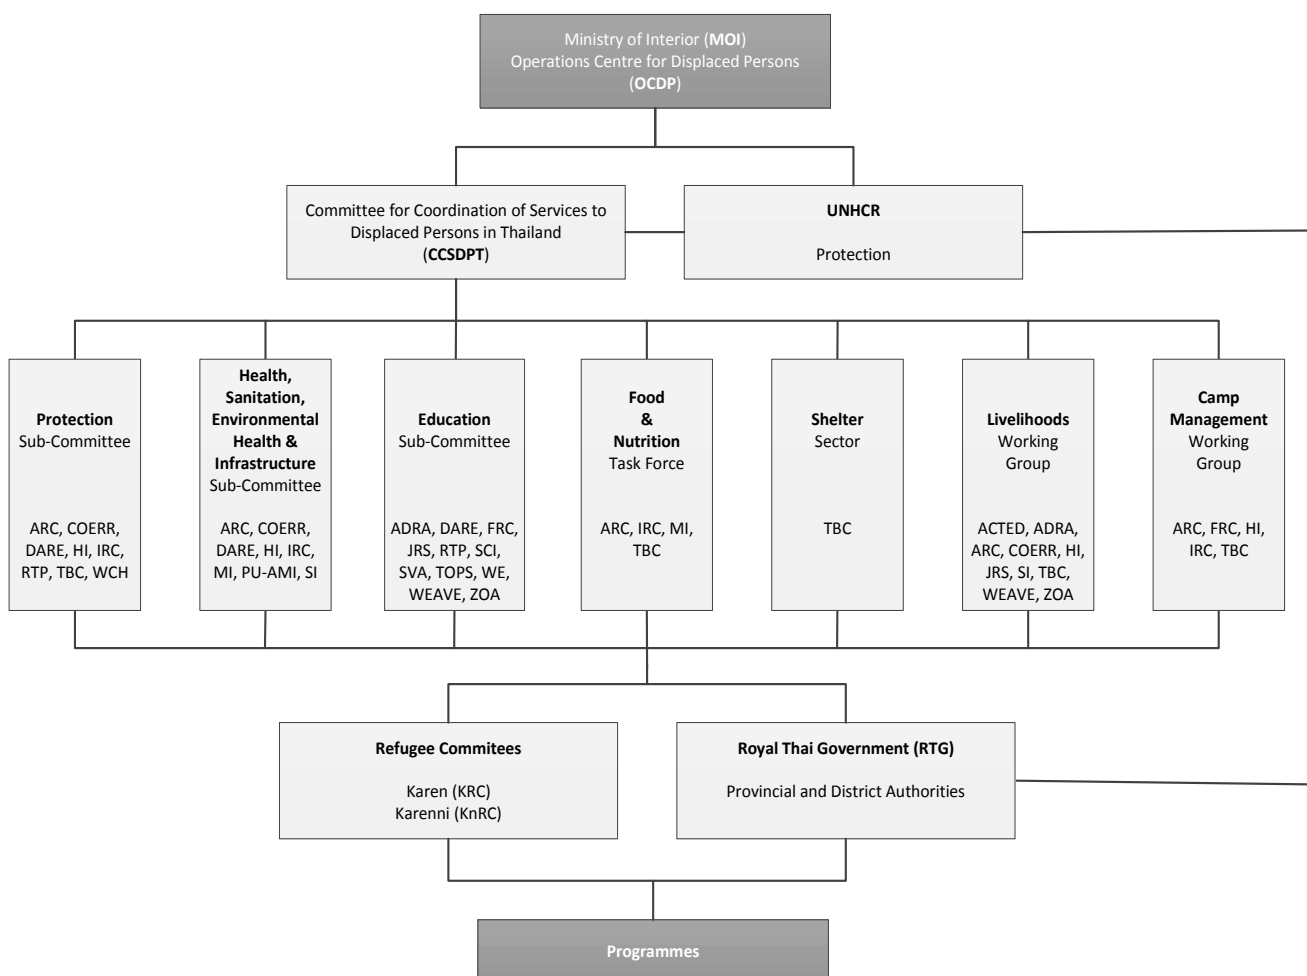 Ministry of Interior (MOI)
Operations Centre for Displaced Persons
(OCDP)
Committee for Coordination of Services to
Displaced Persons in Thailand
(CCSDPT)
UNHCR
Protection
Protection
Sub-Committee
ARC, COERR,
DARE, HI, IRC,
RTP, TBC, WCH
Health,
Sanitation,
Environmental
Health &
Infrastructure
Sub-Committee
ARC, COERR,
DARE, HI, IRC,
MI, PU-AMI, SI
Education
Sub-Committee
ADRA, DARE, FRC,
JRS, RTP, SCI,
SVA, TOPS, WE,
WEAVE, ZOA
Food
&
Nutrition
Task Force
ARC, IRC, MI,
TBC
Shelter
Sector
TBC
Livelihoods
Working
Group
ACTED, ADRA,
ARC, COERR, HI,
JRS, SI, TBC,
WEAVE, ZOA
Camp
Management
Working
Group
ARC, FRC, HI,
IRC, TBC
Refugee Commitees
Karen (KRC)
Karenni (KnRC)
Royal Thai Government (RTG)
Provincial and District Authorities
Programmes